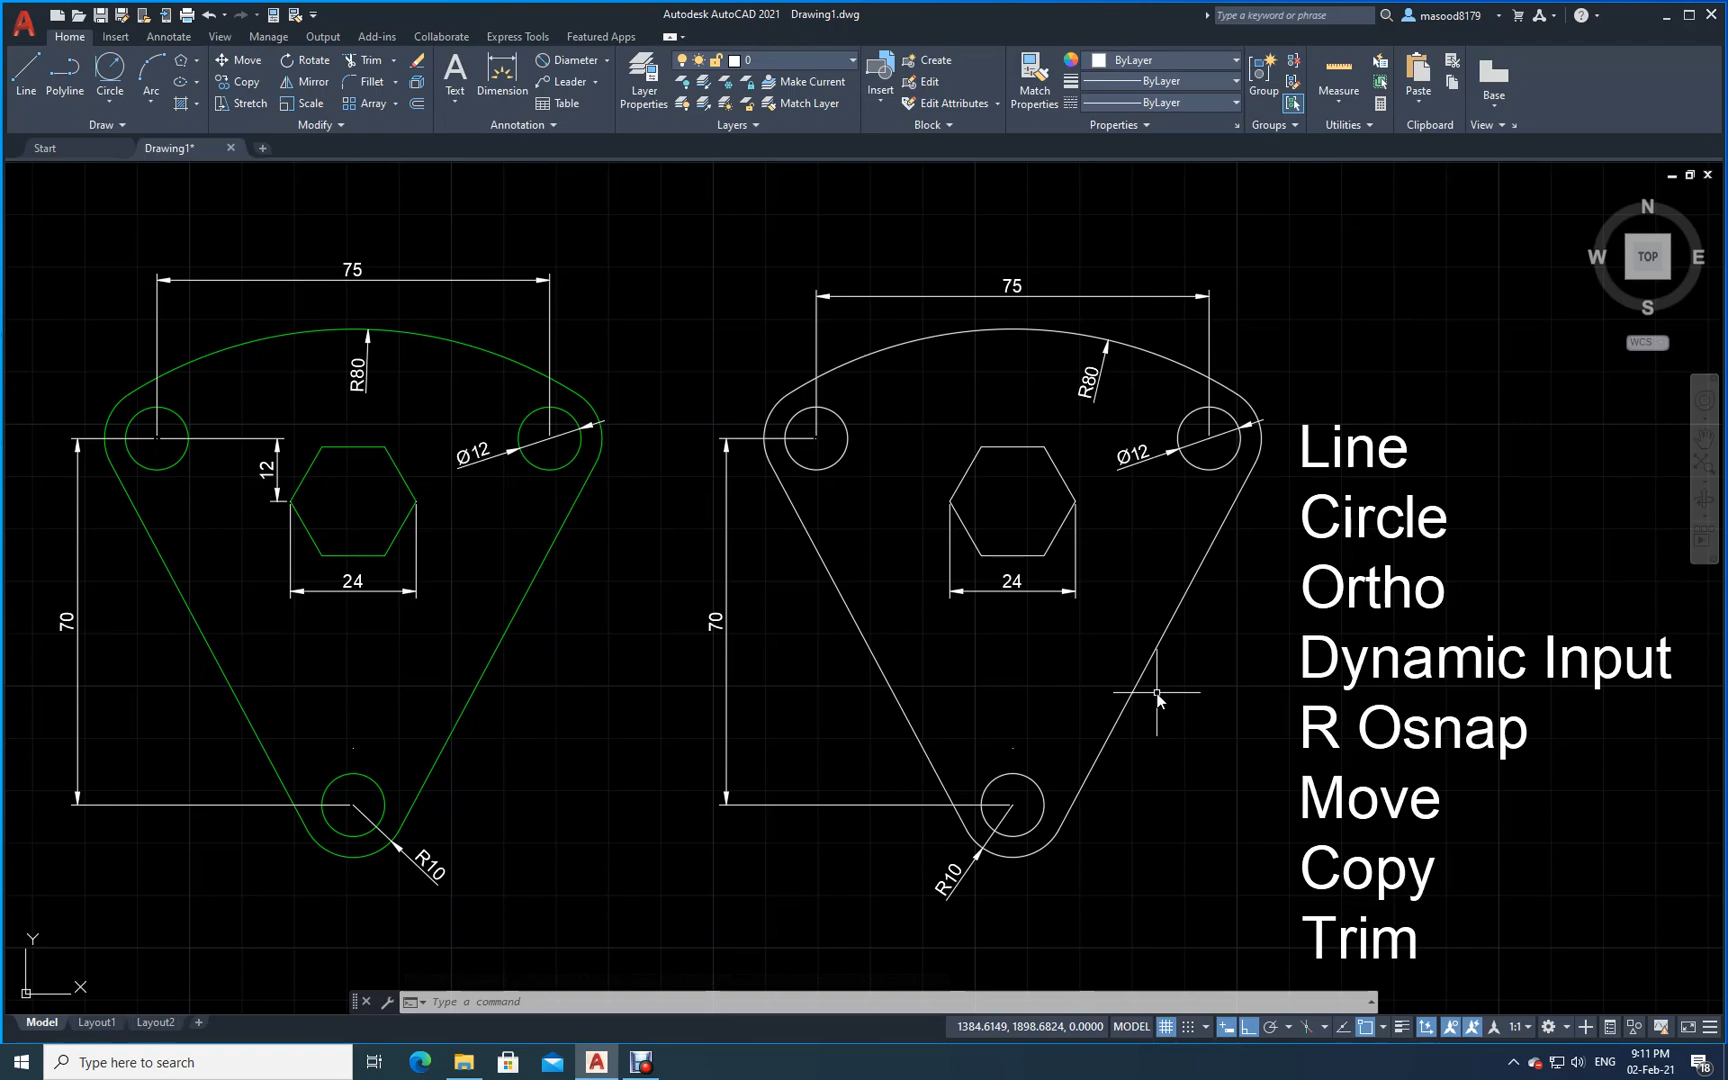 Autodesk AutoCAD 2021 Drawing1.dwg
Type a keyword or phrase
masood8179
Home Insert Annotate View Manage Output Add-ins Collaborate Express Tools Featured Apps
Line Polyline Circle Arc
Draw
Move Rotate Trim
Copy Mirror Fillet
Stretch Scale Array
Modify
Text Dimension
Diameter
Leader
Table
Annotation
Layer Properties
0
Make Current
Match Layer
Layers
Insert
Create
Edit
Edit Attributes
Block
Match Properties
ByLayer
ByLayer
ByLayer
Properties
Group
Groups
Measure
Utilities
Paste
Clipboard
Base
View
Start Drawing1*
N
W TOP E
S
WCS
75
R80
Ø12
12
24
70
R10
75
R80
Ø12
24
70
R10
Line
Circle
Ortho
Dynamic Input
R Osnap
Move
Copy
Trim
Y
X
Type a command
Model Layout1 Layout2
1384.6149, 1898.6824, 0.0000 MODEL 1:1
Type here to search
ENG
9:11 PM
02-Feb-21
18